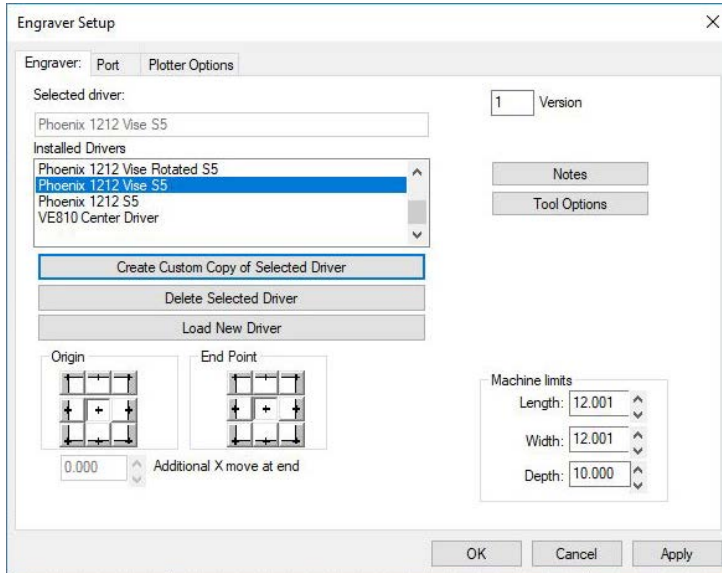 Engraver Setup
Engraver: Port Plotter Options
Selected driver:
1 Version
Phoenix 1212 Vise S5
Installed Drivers
Phoenix 1212 Vise Rotated S5
Phoenix 1212 Vise S5
Phoenix 1212 S5
VE810 Center Driver
Notes
Tool Options
Create Custom Copy of Selected Driver
Delete Selected Driver
Load New Driver
Origin
End Point
Machine limits
Length: 12.001
Width: 12.001
Depth: 10.000
0.000 Additional X move at end
OK Cancel Apply